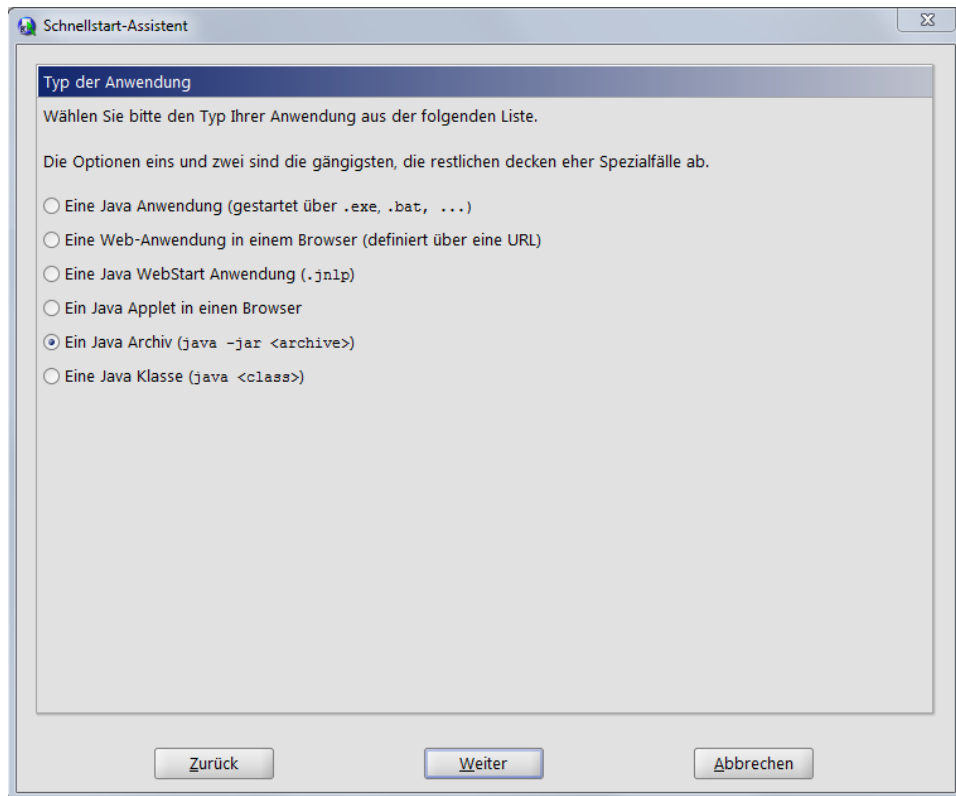 Schnellstart-Assistent
Typ der Anwendung
Wählen Sie bitte den Typ Ihrer Anwendung aus der folgenden Liste.
Die Optionen eins und zwei sind die gängigsten, die restlichen decken eher Spezialfälle ab.
Eine Java Anwendung (gestartet über .exe, .bat, ...)
Eine Web-Anwendung in einem Browser (definiert über eine URL)
Eine Java WebStart Anwendung (.jnlp)
Ein Java Applet in einen Browser
Ein Java Archiv (java -jar <archive>)
Eine Java Klasse (java <class>)
Zurück Weiter Abbrechen